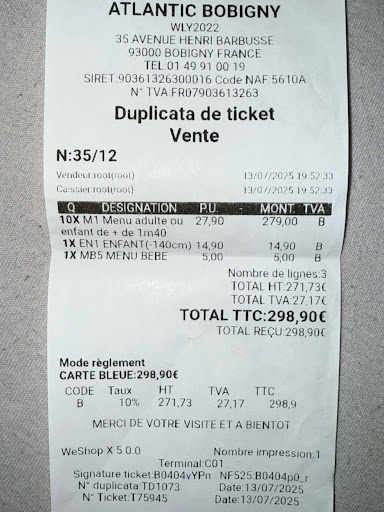 ATLANTIC BOBIGNY
WLY2022
35 AVENUE HENRI BARBUSSE
93000 BOBIGNY FRANCE
TEL:01 49 91 00 19
SIRET:90361326300016 Code NAF:5610A
N° TVA:FR07903613263
Duplicata de ticket
Vente
N:35/12
Vendeur:root(root) 13/07/2025 19:52:33
Caissier:root(root) 13/07/2025 19:52:33
Q DESIGNATION P.U. - MONT. TVA
10X M1 Menu adulte ou 27,90 279,00 B
enfant de + de 1m40
1X EN1 ENFANT(-140cm) 14,90 14,90 B
1X MB5 MENU BEBE 5,00 5,00 B
Nombre de lignes:3
TOTAL HT:271,73€
TOTAL TVA:27,17€
TOTAL TTC:298,90€
TOTAL REÇU:298,90€
Mode règlement
CARTE BLEUE:298,90€
CODE Taux HT TVA TTC
B 10% 271,73 27,17 298,9
MERCI DE VOTRE VISITE ET A BIENTOT
WeShop X 5.0.0 Nombre impression:1
Terminal:C01
Signature ticket:B0404vYPn NF525:B0404p0_r
N° duplicata:TD1073 Date:13/07/2025
N° Ticket:T75945 Date:13/07/2025